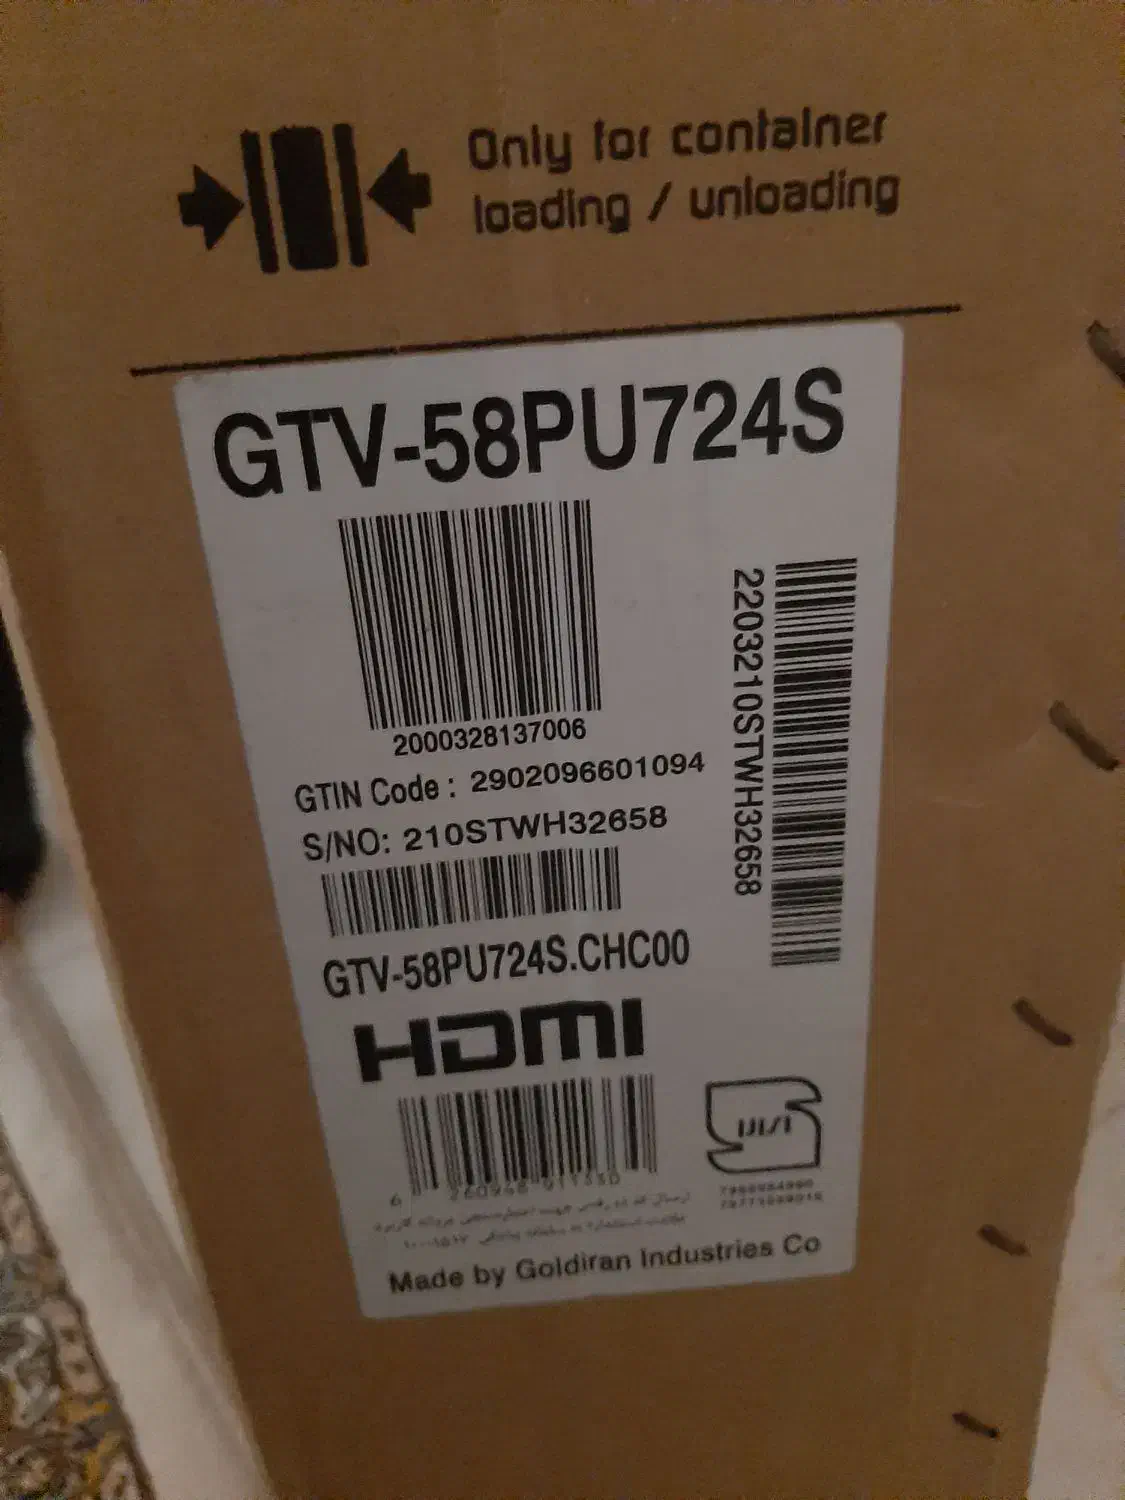 Only for container
loading / unloading
GTV-58PU724S
2000328137006
2203210STWH32658
GTIN Code : 2902096601094
S/NO: 210STWH32658
GTV-58PU724S.CHC00
HDMI
6
Made by Goldiran Industries Co